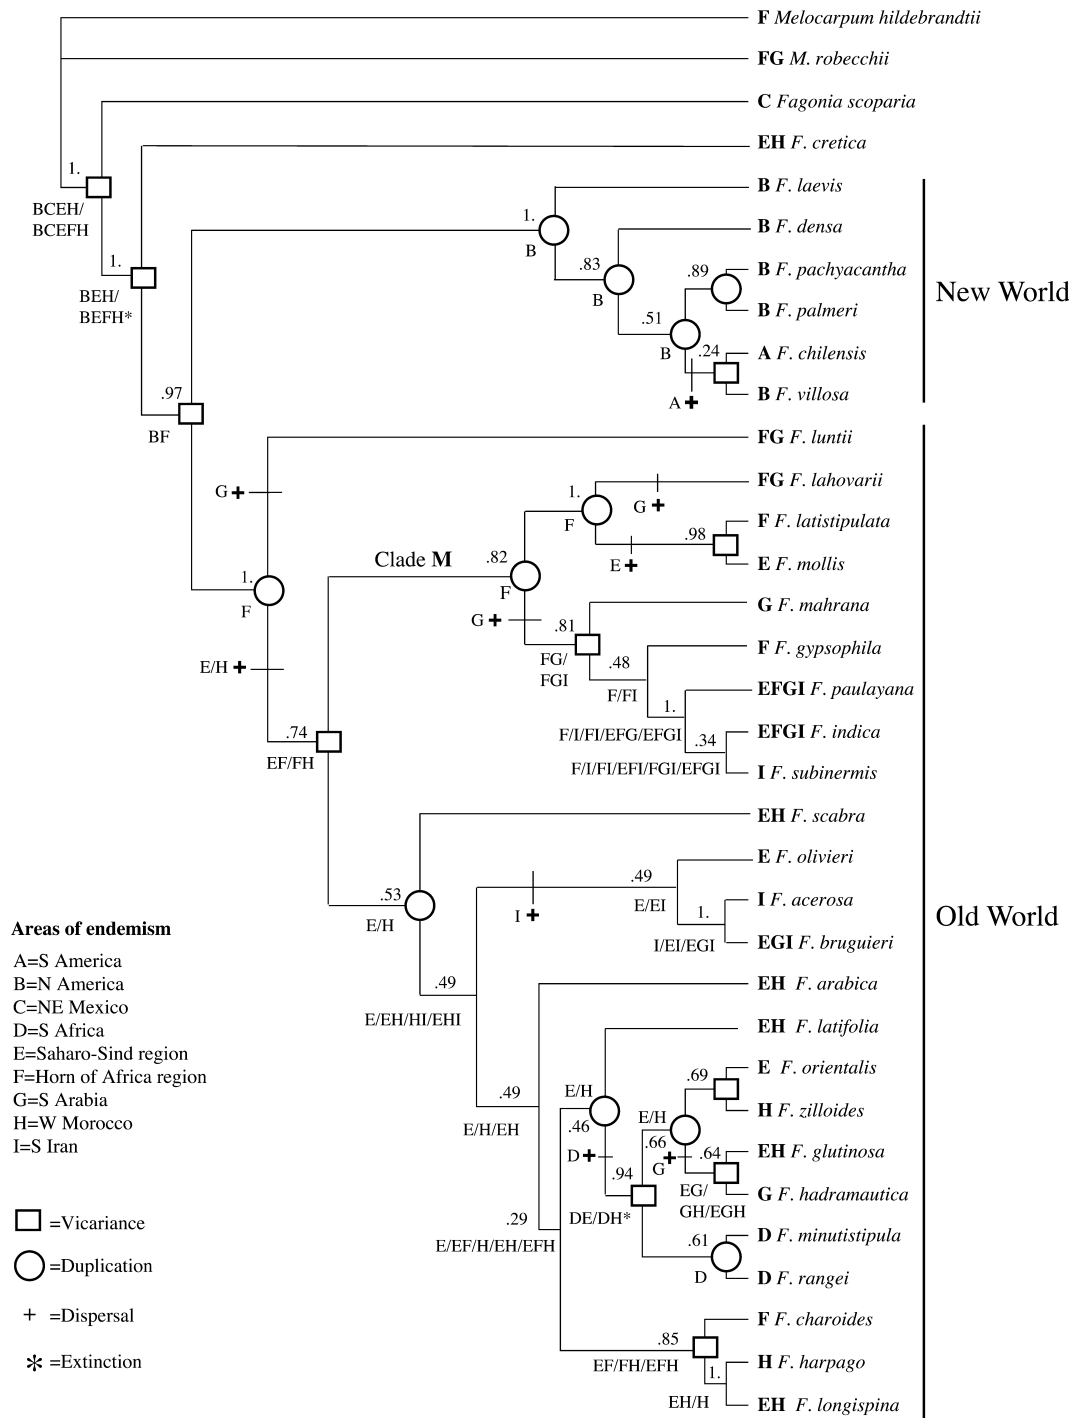 F Melocarpum hildebrandtii
FG M. robecchii
C Fagonia scoparia
EH F. cretica
1.
BCEH/
BCEFH
1.
BEH/
BEFH*
B F. laevis
1.
B
B F. densa
.83
B
.89
B F. pachyacantha
B F. palmeri
.51
B
.24
A F. chilensis
B F. villosa
A +
New World
.97
BF
FG F. luntii
G +
1.
F
E/H +
Clade M
.82
F
1.
F
FG F. lahovarii
G +
.98
F F. latistipulata
E F. mollis
E +
G +
.81
FG/
FGI
G F. mahrana
.48
F/FI
F F. gypsophila
1.
F/I/FI/EFG/EFGI
EFGI F. paulayana
.34
F/I/FI/EFI/FGI/EFGI
EFGI F. indica
I F. subinermis
.74
EF/FH
EH F. scabra
.53
E/H
I +
.49
E/EI
E F. olivieri
1.
I/EI/EGI
I F. acerosa
EGI F. bruguieri
Old World
.49
E/EH/HI/EHI
EH F. arabica
.49
E/H/EH
EH F. latifolia
E/H
.46
D +
.94
DE/DH*
E/H
.66
G +
.69
E F. orientalis
H F. zilloides
.64
EG/
GH/EGH
EH F. glutinosa
G F. hadramautica
.61
D
D F. minutistipula
D F. rangei
.29
E/EF/H/EH/EFH
.85
EF/FH/EFH
F F. charoides
1.
EH/H
H F. harpago
EH F. longispina
Areas of endemism
A=S America
B=N America
C=NE Mexico
D=S Africa
E=Saharo-Sind region
F=Horn of Africa region
G=S Arabia
H=W Morocco
I=S Iran
=Vicariance
=Duplication
+ =Dispersal
* =Extinction